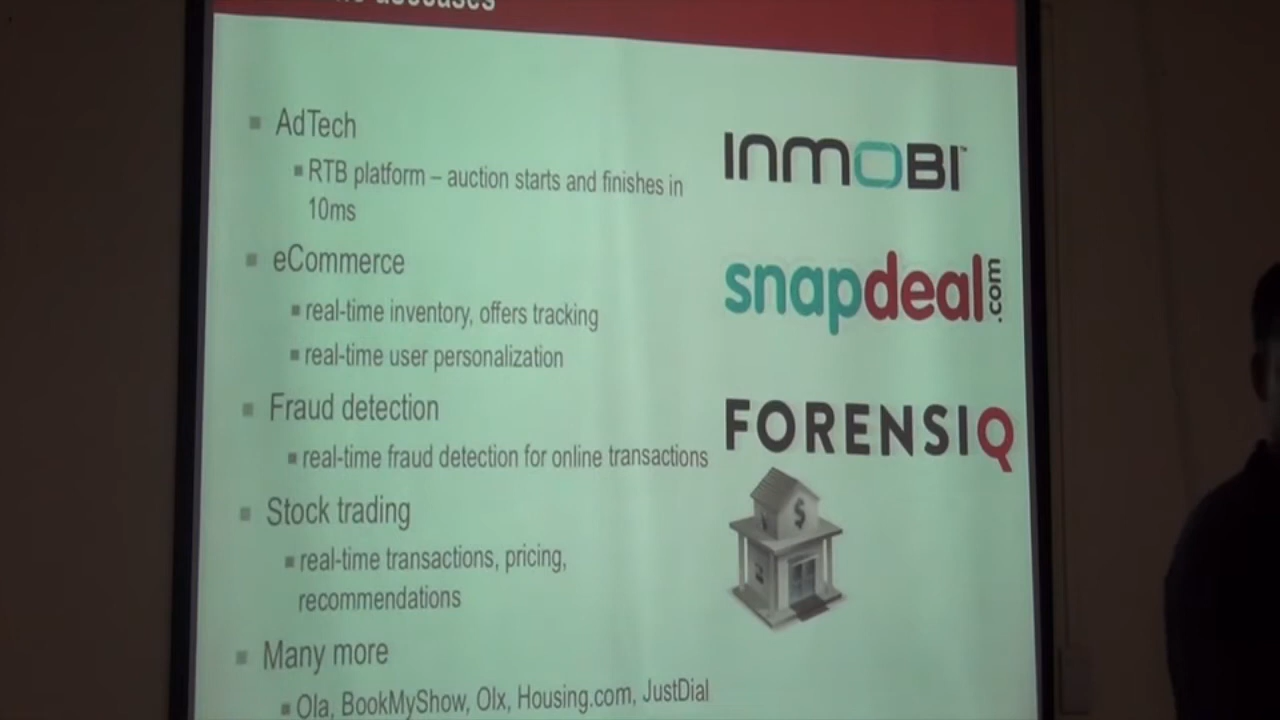 AdTech
RTB platform – auction starts and finishes in
10ms
eCommerce
real-time inventory, offers tracking
real-time user personalization
Fraud detection
real-time fraud detection for online transactions
Stock trading
real-time transactions, pricing,
recommendations
Many more
Ola, BookMyShow, Olx, Housing.com, JustDial
INMOBI™
snapdeal.com
FORENSIQ
$